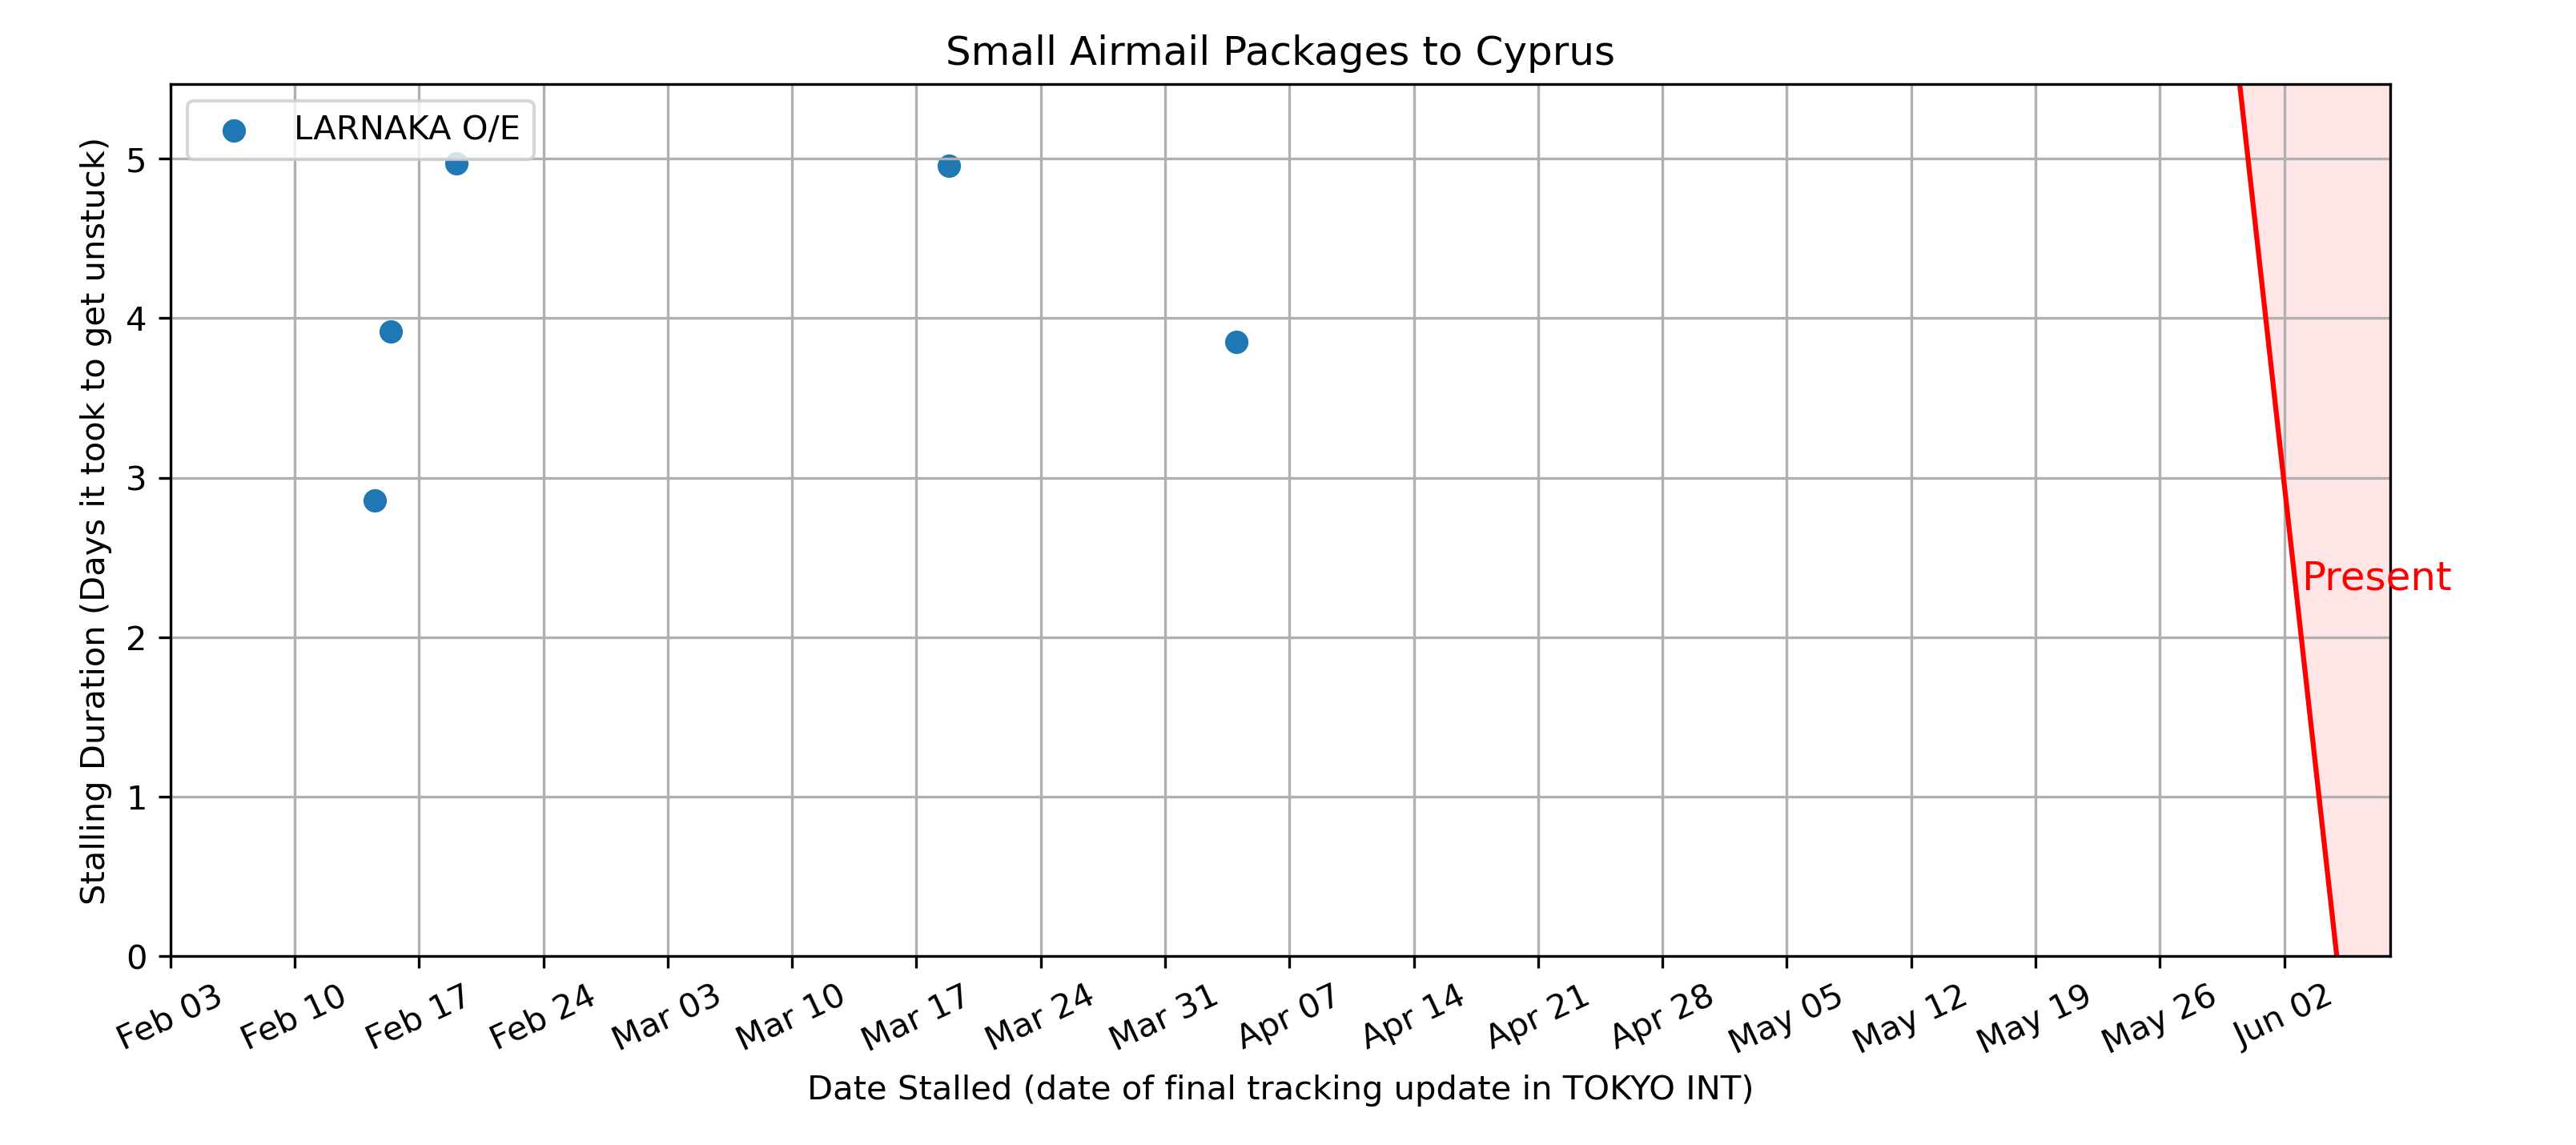 Small Airmail Packages to Cyprus
LARNAKA O/E
Stalling Duration (Days it took to get unstuck)
5
4
3
2
1
0
Present
Feb 03
Feb 10
Feb 17
Feb 24
Mar 03
Mar 10
Mar 17
Mar 24
Mar 31
Apr 07
Apr 14
Apr 21
Apr 28
May 05
May 12
May 19
May 26
Jun 02
Date Stalled (date of final tracking update in TOKYO INT)